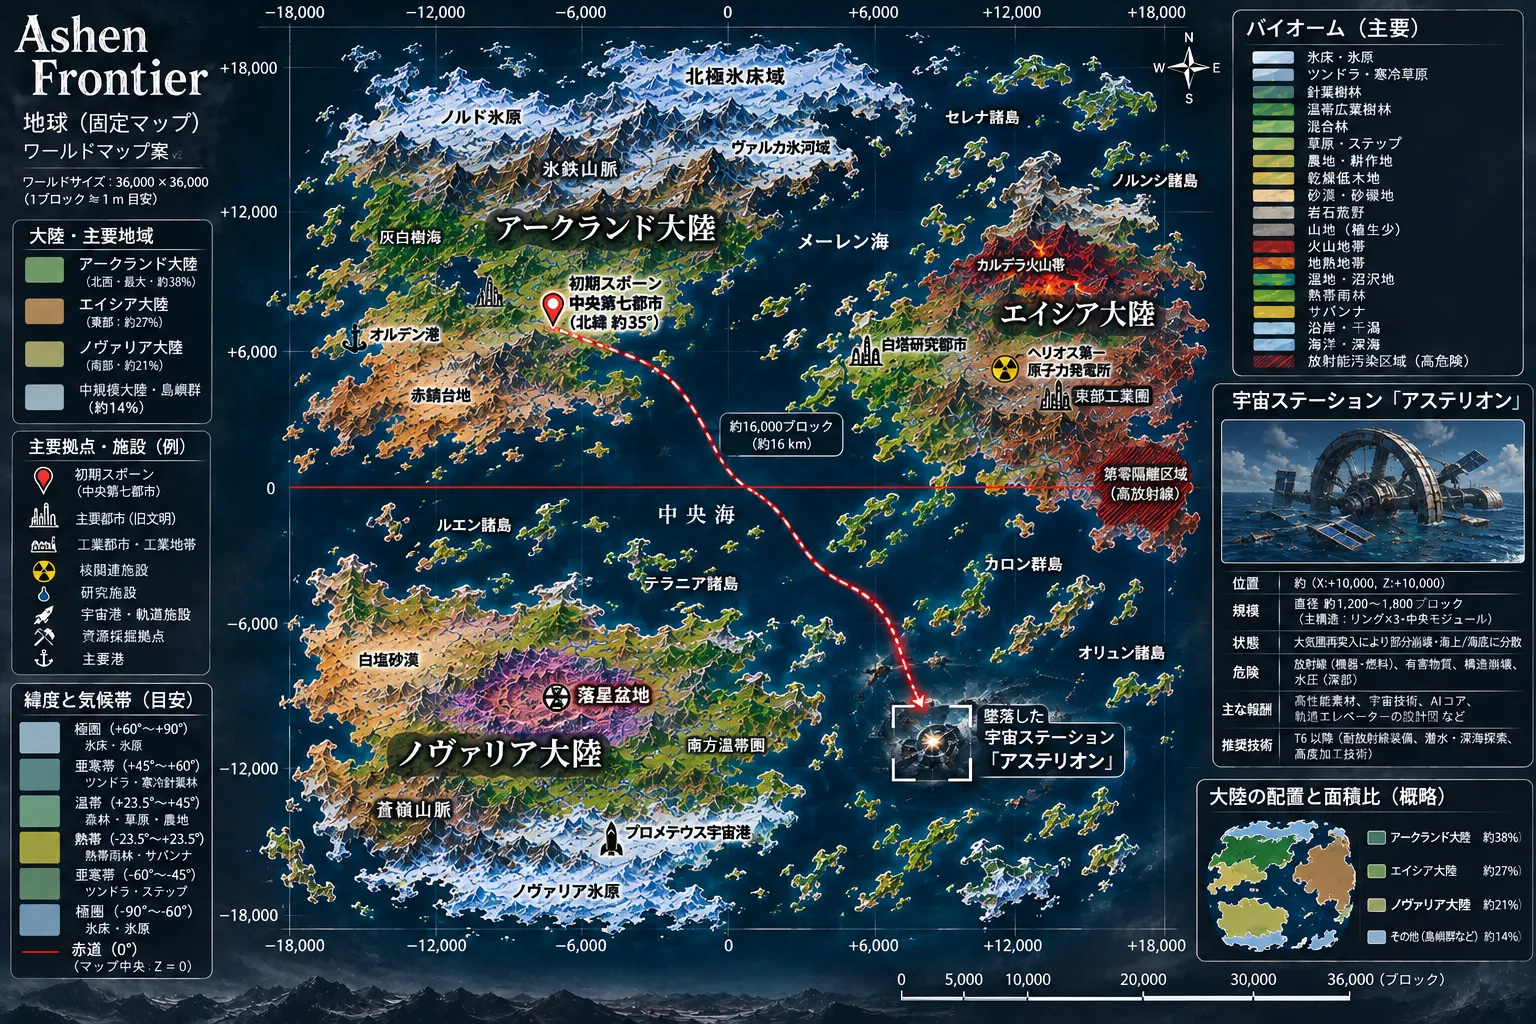 Ashen
Frontier
地球（固定マップ）
ワールドマップ案 v2
ワールドサイズ：36,000 × 36,000
（1ブロック ≒ 1 m 目安）
大陸・主要地域
アークランド大陸
（北西・最大・約38%）
エイシア大陸
（東部：約27%）
ノヴァリア大陸
（南部・約21%）
中規模大陸・島嶼群
（約14%）
主要拠点・施設（例）
初期スポーン
（中央第七都市）
主要都市（旧文明）
工業都市・工業地帯
核関連施設
研究施設
宇宙港・軌道施設
資源採掘拠点
主要港
緯度と気候帯（目安）
極圏（+60°〜+90°）
氷床・氷原
亜寒帯（+45°〜+60°）
ツンドラ・寒冷針葉林
温帯（+23.5°〜+45°）
森林・草原・農地
熱帯（-23.5°〜+23.5°）
熱帯雨林・サバンナ
亜寒帯（-60°〜-45°）
ツンドラ・ステップ
極圏（-90°〜-60°）
氷床・氷原
赤道（0°）
（マップ中央：Z = 0）
−18,000
−12,000
−6,000
0
+6,000
+12,000
+18,000
+18,000
+12,000
+6,000
0
−6,000
−12,000
−18,000
N
W
E
S
北極氷床域
ノルド氷原
ヴァルカ氷河域
氷鉄山脈
セレナ諸島
ノルンシ諸島
アークランド大陸
灰白樹海
メーレン海
カルデラ火山帯
初期スポーン
中央第七都市
（北緯 約35°）
エイシア大陸
オルデン港
白塔研究都市
ヘリオス第一
原子力発電所
赤錆台地
東部工業圏
約16,000ブロック
（約16 km）
第零隔離区域
（高放射線）
中央海
ルエン諸島
テラニア諸島
カロン群島
白塩砂漠
落星盆地
オリュン諸島
ノヴァリア大陸
南方温帯圏
墜落した
宇宙ステーション
「アステリオン」
蒼嶺山脈
プロメテウス宇宙港
ノヴァリア氷原
−18,000
−12,000
−6,000
0
+6,000
+12,000
+18,000
0
5,000
10,000
20,000
30,000
36,000（ブロック）
バイオーム（主要）
氷床・氷原
ツンドラ・寒冷草原
針葉樹林
温帯広葉樹林
混合林
草原・ステップ
農地・耕作地
乾燥低木地
砂漠・砂礫地
岩石荒野
山地（植生少）
火山地帯
地熱地帯
湿地・沼沢地
熱帯雨林
サバンナ
沿岸・干潟
海洋・深海
放射能汚染区域（高危険）
宇宙ステーション「アステリオン」
位置
約（X:+10,000, Z:+10,000）
規模
直径 約1,200〜1,800ブロック
（主構造：リング×3・中央モジュール）
状態
大気圏再突入により部分崩壊・海上/海底に分散
危険
放射線（機器・燃料）、有害物質、構造崩壊、
水圧（深部）
主な報酬
高性能素材、宇宙技術、AIコア、
軌道エレベーターの設計図 など
推奨技術
T6 以降（耐放射線装備、潜水・深海探索、
高度加工技術）
大陸の配置と面積比（概略）
アークランド大陸 約38%
エイシア大陸 約27%
ノヴァリア大陸 約21%
その他（島嶼群など） 約14%